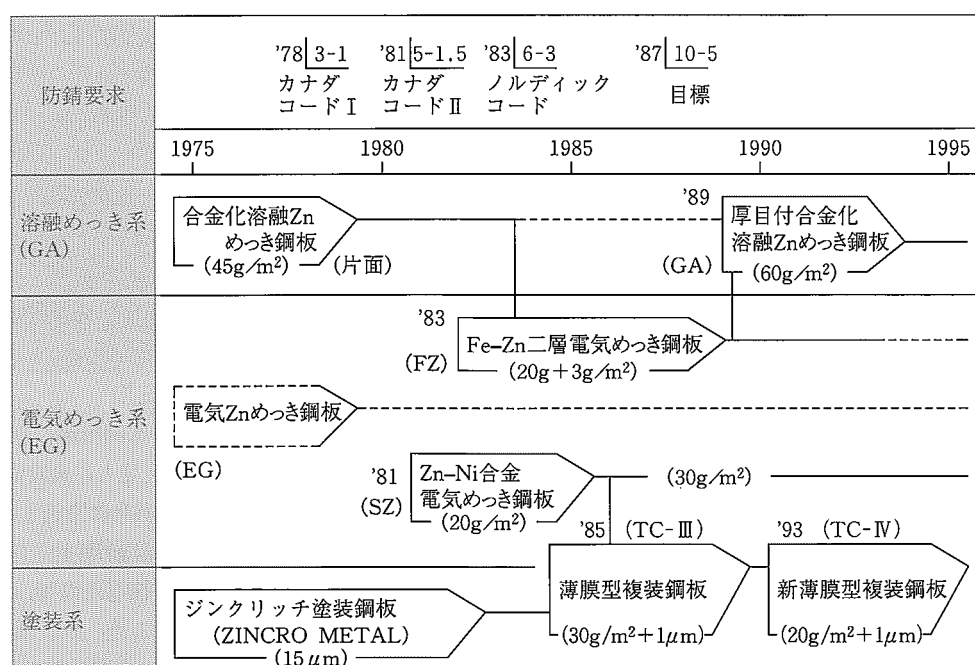 防錆要求
'78 3-1
カナダ
コードⅠ
'81 5-1.5
カナダ
コードⅡ
'83 6-3
ノルディック
コード
'87 10-5
目標
1975 1980 1985 1990 1995
溶融めっき系
(GA)
合金化溶融Zn
めっき鋼板
(45g/m²)
(片面)
'89
(GA)
厚目付合金化
溶融Znめっき鋼板
(60g/m²)
電気めっき系
(EG)
'83
(FZ)
Fe-Zn二層電気めっき鋼板
(20g+3g/m²)
電気Znめっき鋼板
(EG)
'81
(SZ)
Zn-Ni合金
電気めっき鋼板
(20g/m²)
(30g/m²)
塗装系
ジンクリッチ塗装鋼板
(ZINCRO METAL)
(15μm)
'85 (TC-Ⅲ)
薄膜型複装鋼板
(30g/m²+1μm)
'93 (TC-Ⅳ)
新薄膜型複装鋼板
(20g/m²+1μm)